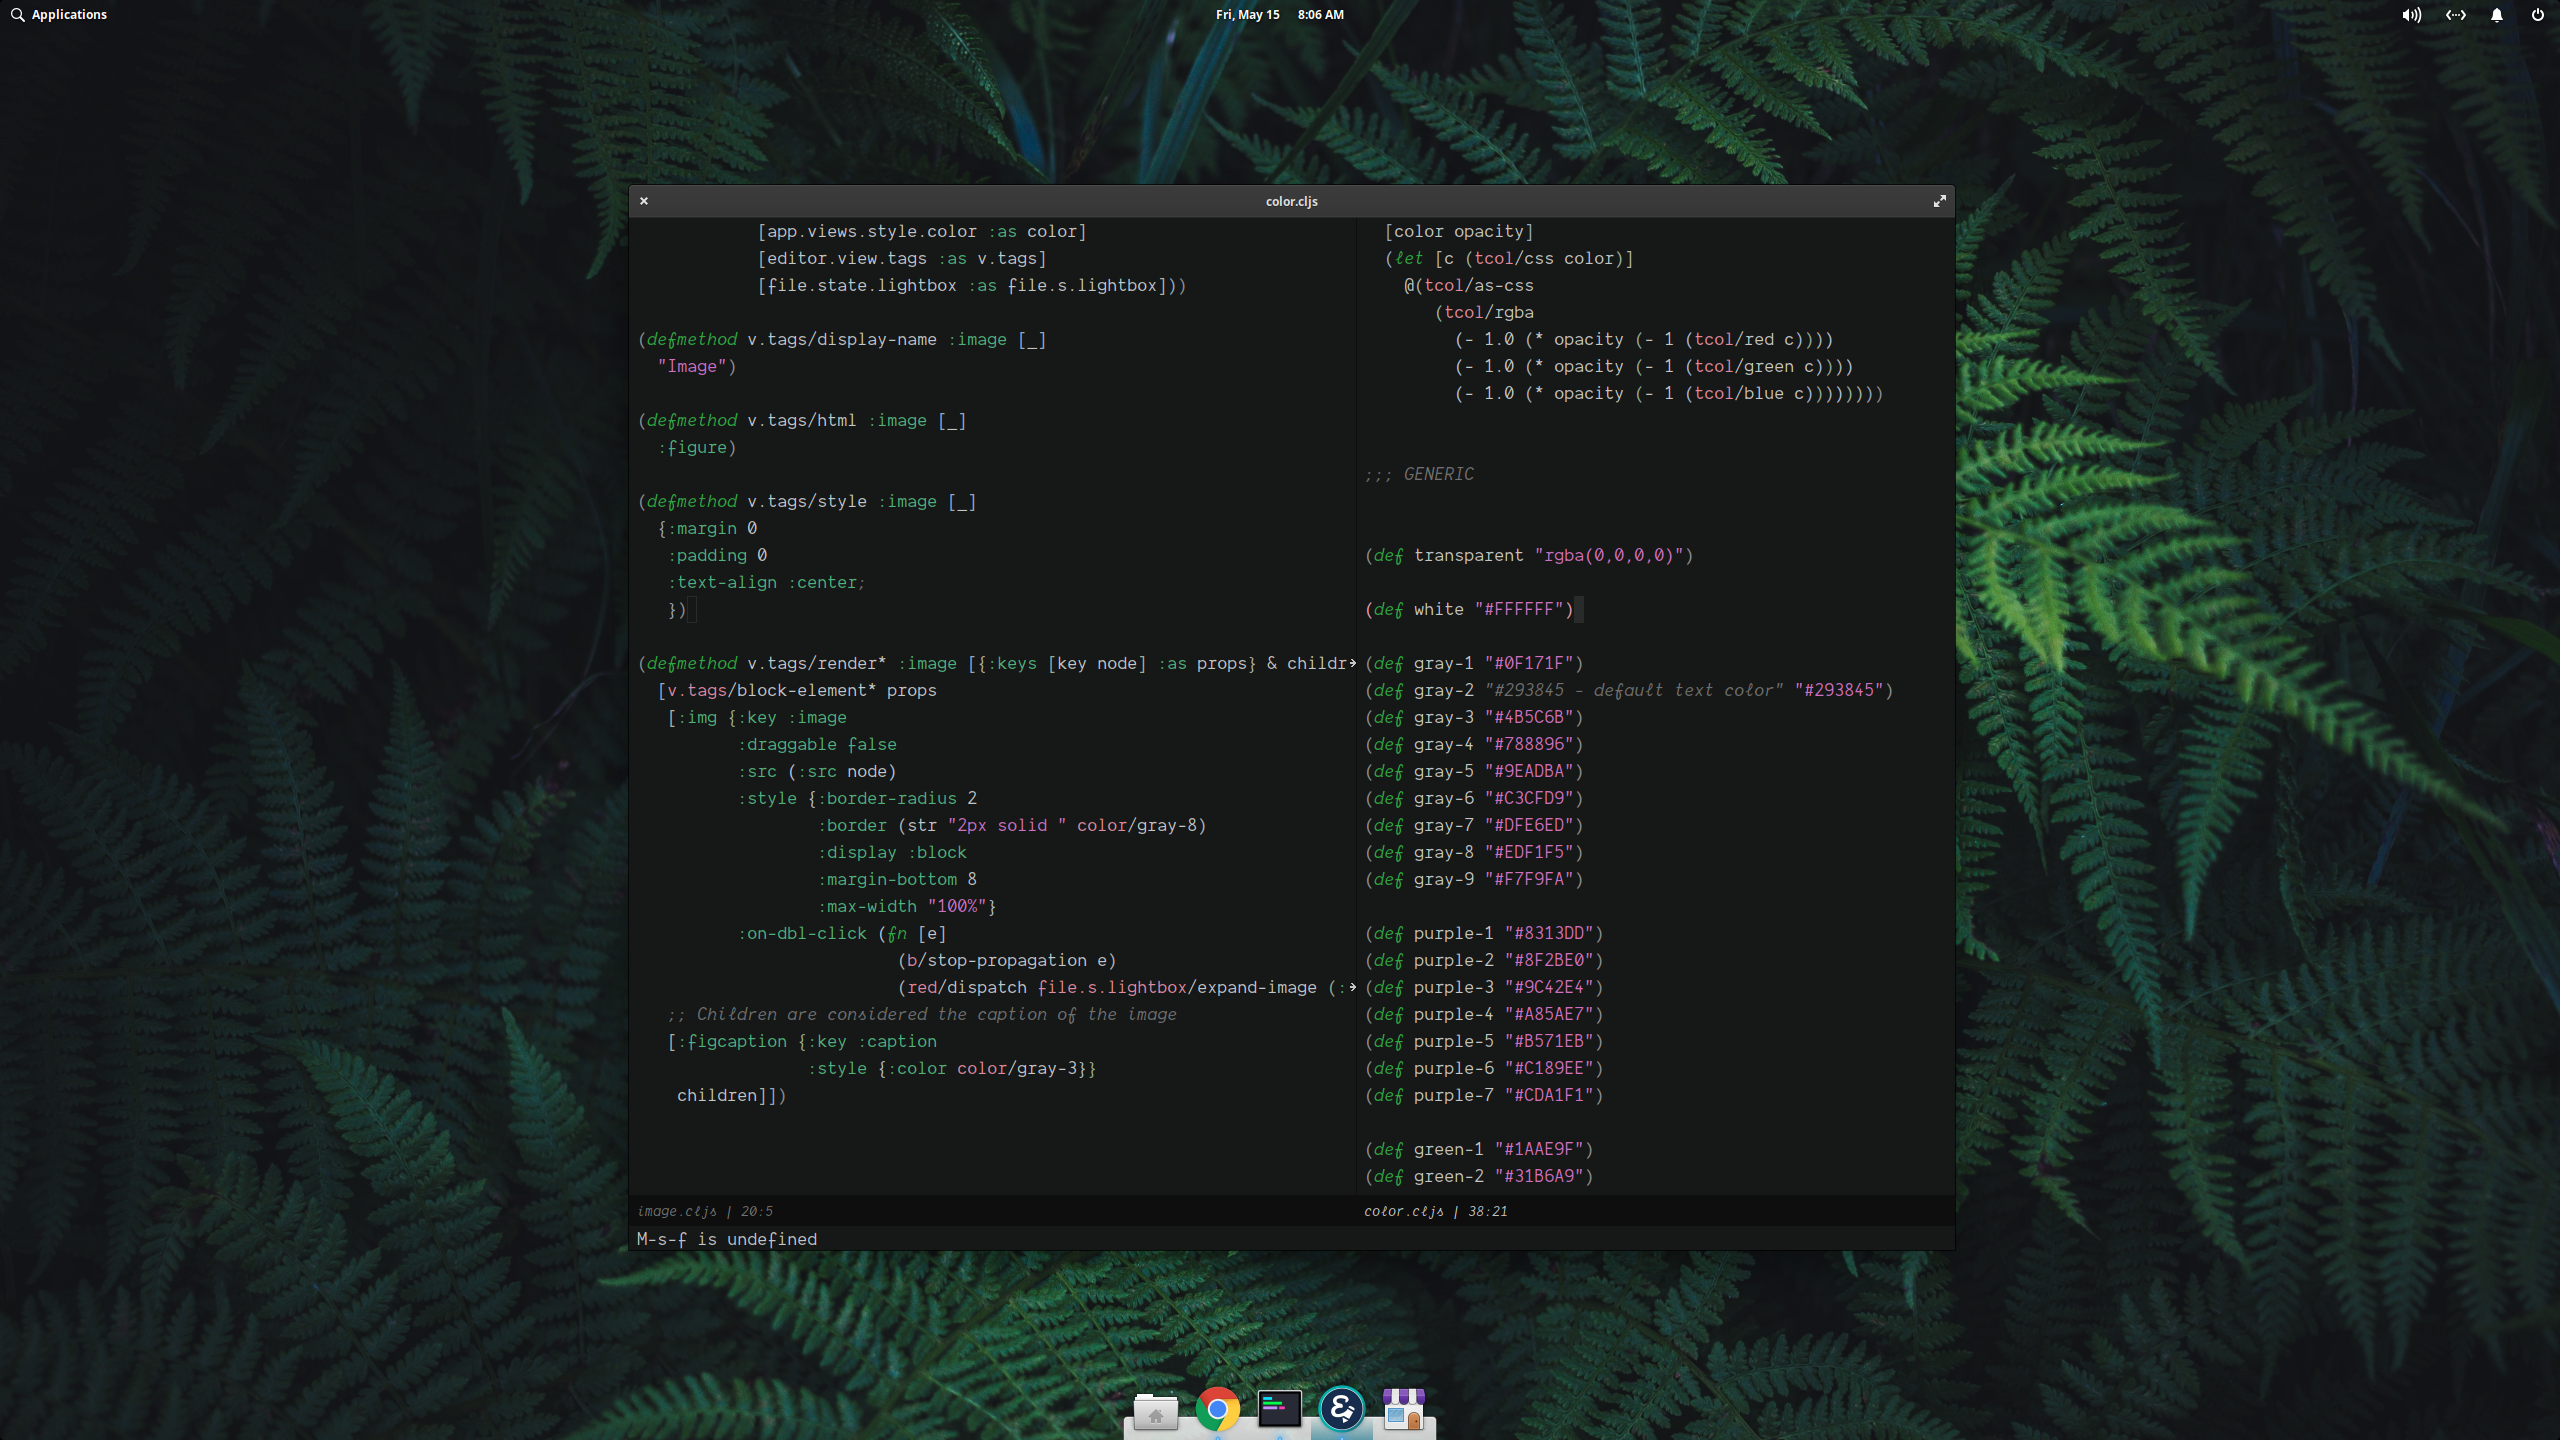 Applications
Fri, May 15 8:06 AM
color.cljs
[app.views.style.color :as color]
[editor.view.tags :as v.tags]
[file.state.lightbox :as file.s.lightbox]))
(defmethod v.tags/display-name :image [_]
"Image")
(defmethod v.tags/html :image [_]
:figure)
(defmethod v.tags/style :image [_]
{:margin 0
:padding 0
:text-align :center;
})
(defmethod v.tags/render* :image [{:keys [key node] :as props} & childr
[v.tags/block-element* props
[:img {:key :image
:draggable false
:src (:src node)
:style {:border-radius 2
:border (str "2px solid " color/gray-8)
:display :block
:margin-bottom 8
:max-width "100%"}
:on-dbl-click (fn [e]
(b/stop-propagation e)
(red/dispatch file.s.lightbox/expand-image (:
;; Children are considered the caption of the image
[:figcaption {:key :caption
:style {:color color/gray-3}}
children]])
image.cljs | 20:5
[color opacity]
(let [c (tcol/css color)]
@(tcol/as-css
(tcol/rgba
(- 1.0 (* opacity (- 1 (tcol/red c))))
(- 1.0 (* opacity (- 1 (tcol/green c))))
(- 1.0 (* opacity (- 1 (tcol/blue c))))))))
;;; GENERIC
(def transparent "rgba(0,0,0,0)")
(def white "#FFFFFF")
(def gray-1 "#0F171F")
(def gray-2 "#293845 - default text color" "#293845")
(def gray-3 "#4B5C6B")
(def gray-4 "#788896")
(def gray-5 "#9EADBA")
(def gray-6 "#C3CFD9")
(def gray-7 "#DFE6ED")
(def gray-8 "#EDF1F5")
(def gray-9 "#F7F9FA")
(def purple-1 "#8313DD")
(def purple-2 "#8F2BE0")
(def purple-3 "#9C42E4")
(def purple-4 "#A85AE7")
(def purple-5 "#B571EB")
(def purple-6 "#C189EE")
(def purple-7 "#CDA1F1")
(def green-1 "#1AAE9F")
(def green-2 "#31B6A9")
color.cljs | 38:21
M-s-f is undefined